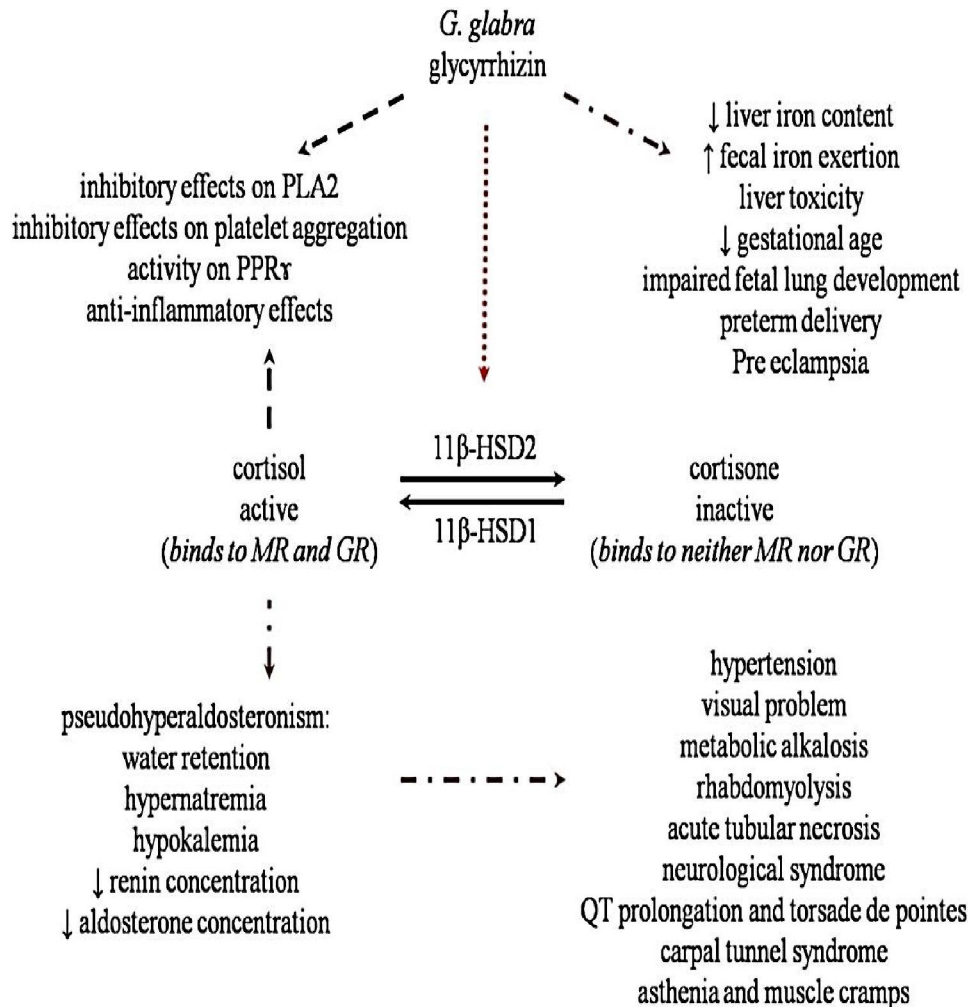 G. glabra
glycyrrhizin
inhibitory effects on PLA2
inhibitory effects on platelet aggregation
activity on PPRɤ
anti-inflammatory effects
↓ liver iron content
↑ fecal iron exertion
liver toxicity
↓ gestational age
impaired fetal lung development
preterm delivery
Pre eclampsia
cortisol
active
(binds to MR and GR)
11β-HSD2
11β-HSD1
cortisone
inactive
(binds to neither MR nor GR)
pseudohyperaldosteronism:
water retention
hypernatremia
hypokalemia
↓ renin concentration
↓ aldosterone concentration
hypertension
visual problem
metabolic alkalosis
rhabdomyolysis
acute tubular necrosis
neurological syndrome
QT prolongation and torsade de pointes
carpal tunnel syndrome
asthenia and muscle cramps